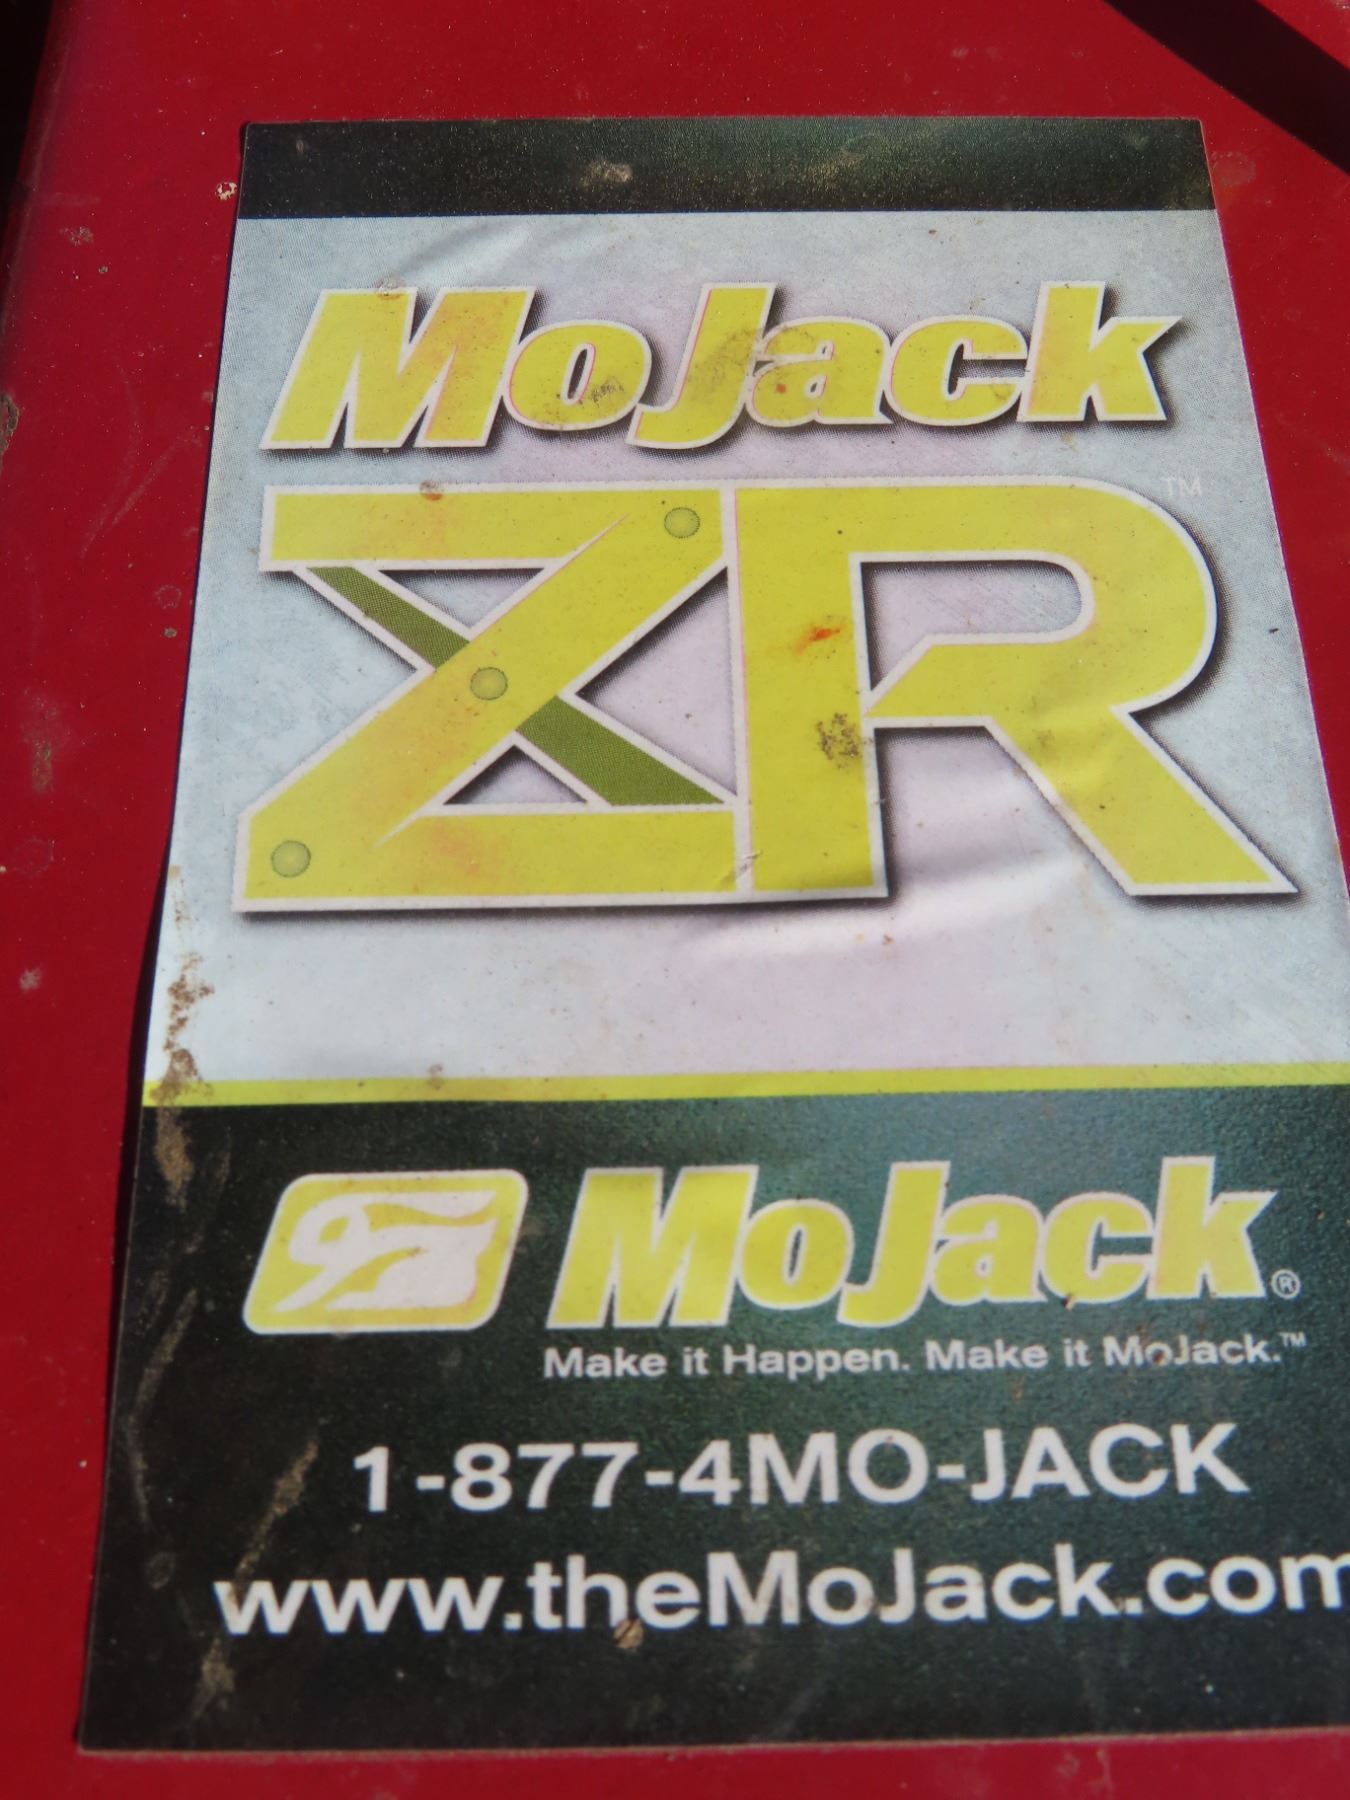 MoJack
ZR™
MoJack®
Make it Happen. Make it MoJack.™
1-877-4MO-JACK
www.theMoJack.com